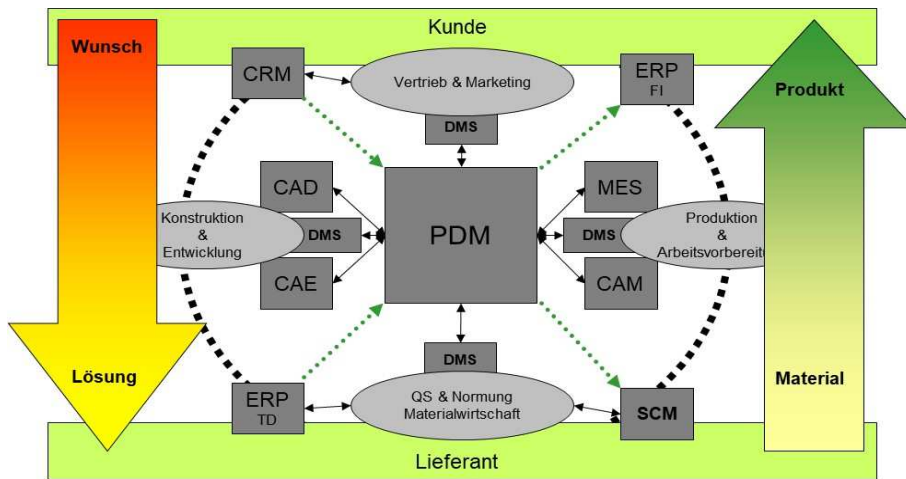 Kunde
Wunsch
CRM
Vertrieb & Marketing
ERP
FI
Produkt
DMS
CAD
MES
Konstruktion
&
Entwicklung
DMS
PDM
DMS
Produktion
&
Arbeitsvorbereitu
CAE
CAM
DMS
Lösung
Material
ERP
TD
QS & Normung
Materialwirtschaft
SCM
Lieferant